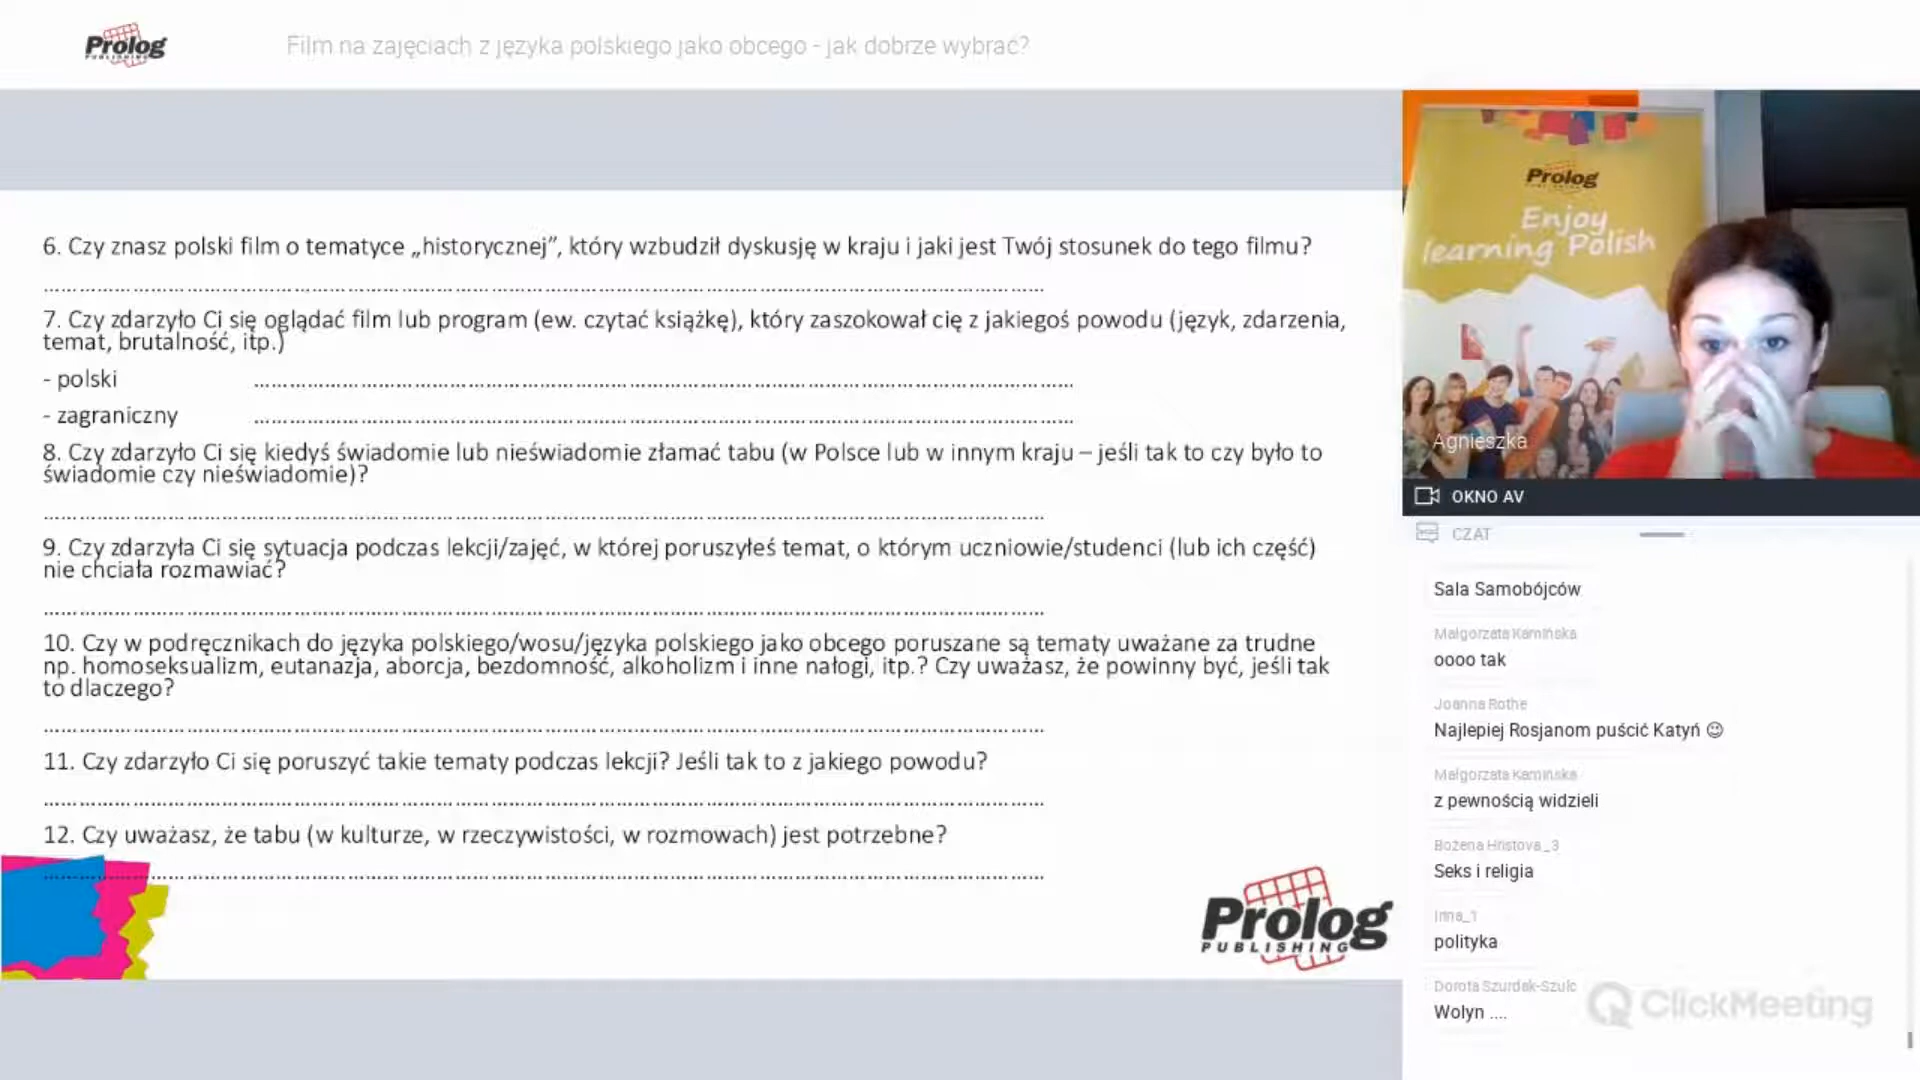 Prolog
PUBLISHING
Film na zajęciach z języka polskiego jako obcego - jak dobrze wybrać?
6. Czy znasz polski film o tematyce „historycznej”, który wzbudził dyskusję w kraju i jaki jest Twój stosunek do tego filmu?
7. Czy zdarzyło Ci się oglądać film lub program (ew. czytać książkę), który zaszokował cię z jakiegoś powodu (język, zdarzenia,
temat, brutalność, itp.)
- polski
- zagraniczny
8. Czy zdarzyło Ci się kiedyś świadomie lub nieświadomie złamać tabu (w Polsce lub w innym kraju – jeśli tak to czy było to
świadomie czy nieświadomie)?
9. Czy zdarzyła Ci się sytuacja podczas lekcji/zajęć, w której poruszyłeś temat, o którym uczniowie/studenci (lub ich część)
nie chciała rozmawiać?
10. Czy w podręcznikach do języka polskiego/wosu/języka polskiego jako obcego poruszane są tematy uważane za trudne
np. homoseksualizm, eutanazja, aborcja, bezdomność, alkoholizm i inne nałogi, itp.? Czy uważasz, że powinny być, jeśli tak
to dlaczego?
11. Czy zdarzyło Ci się poruszyć takie tematy podczas lekcji? Jeśli tak to z jakiego powodu?
12. Czy uważasz, że tabu (w kulturze, w rzeczywistości, w rozmowach) jest potrzebne?
Prolog
PUBLISHING
Prolog
Enjoy
learning Polish
Agnieszka
OKNO AV
CZAT
Sala Samobójców
Małgorzata Kamińska
oooo tak
Joanna Rothe
Najlepiej Rosjanom puścić Katyń ☺
Małgorzata Kamińska
z pewnością widzieli
Bożena Hristova_3
Seks i religia
Irina_1
polityka
Dorota Szurdak-Szulc
Wolyn ....
ClickMeeting